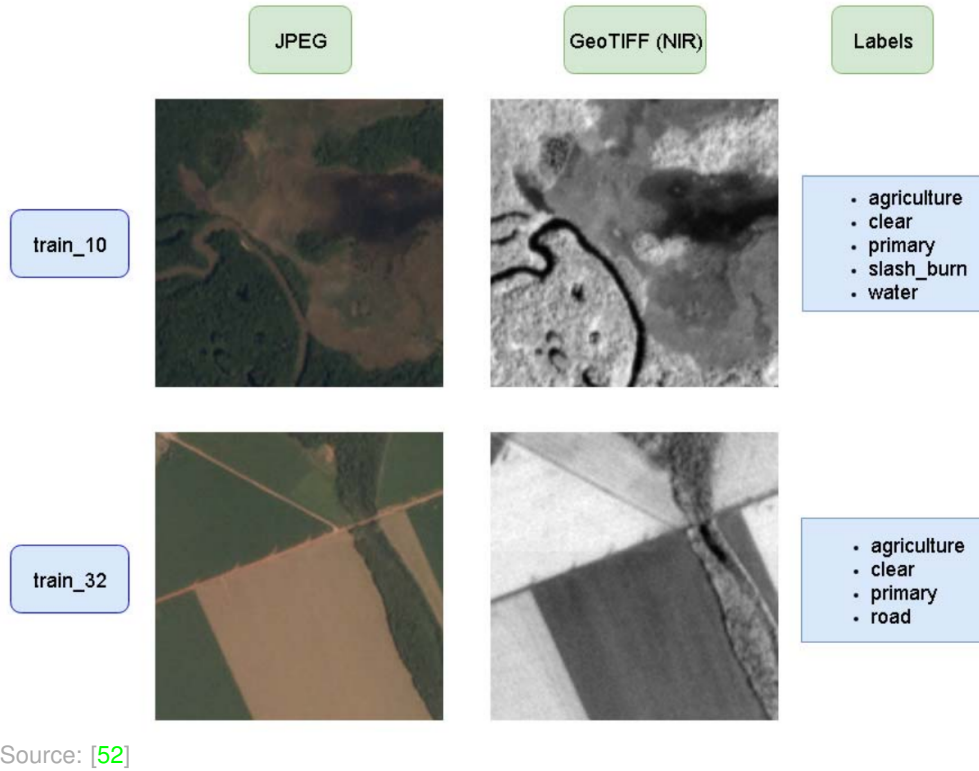 JPEG
GeoTIFF (NIR)
Labels
train_10
• agriculture
• clear
• primary
• slash_burn
• water
train_32
• agriculture
• clear
• primary
• road
Source: [52]